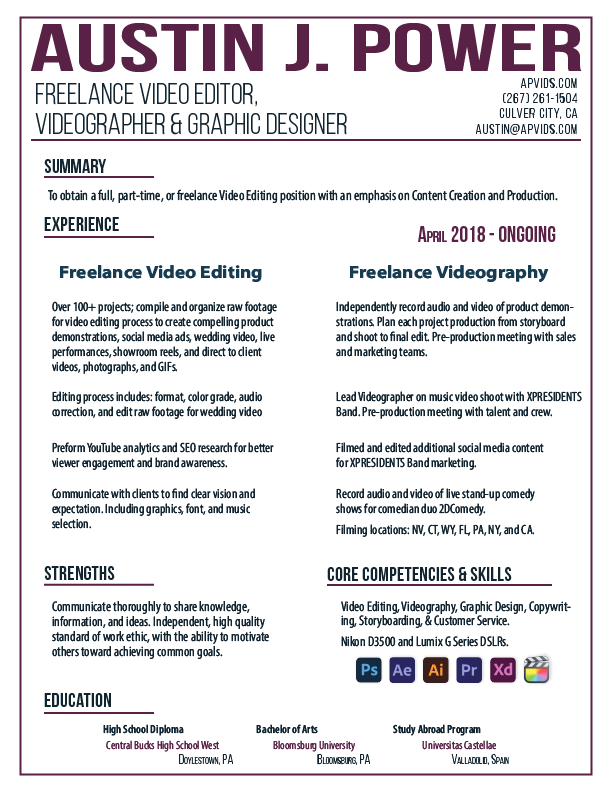 AUSTIN J. POWER
FREELANCE VIDEO EDITOR,
VIDEOGRAPHER & GRAPHIC DESIGNER
APVIDS.COM
(267) 261-1504
CULVER CITY, CA
AUSTIN@APVIDS.COM
SUMMARY
To obtain a full, part-time, or freelance Video Editing position with an emphasis on Content Creation and Production.
EXPERIENCE
APRIL 2018 - ONGOING
Freelance Video Editing
Over 100+ projects; compile and organize raw footage
for video editing process to create compelling product
demonstrations, social media ads, wedding video, live
performances, showroom reels, and direct to client
videos, photographs, and GIFs.
Editing process includes: format, color grade, audio
correction, and edit raw footage for wedding video
Preform YouTube analytics and SEO research for better
viewer engagement and brand awareness.
Communicate with clients to find clear vision and
expectation. Including graphics, font, and music
selection.
Freelance Videography
Independently record audio and video of product demon-
strations. Plan each project production from storyboard
and shoot to final edit. Pre-production meeting with sales
and marketing teams.
Lead Videographer on music video shoot with XPRESIDENTS
Band. Pre-production meeting with talent and crew.
Filmed and edited additional social media content
for XPRESIDENTS Band marketing.
Record audio and video of live stand-up comedy
shows for comedian duo 2DComedy.
Filming locations: NV, CT, WY, FL, PA, NY, and CA.
STRENGTHS
Communicate thoroughly to share knowledge,
information, and ideas. Independent, high quality
standard of work ethic, with the ability to motivate
others toward achieving common goals.
CORE COMPETENCIES & SKILLS
Video Editing, Videography, Graphic Design, Copywrit-
ing, Storyboarding, & Customer Service.
Nikon D3500 and Lumix G Series DSLRs.
Ps Ae Ai Pr Xd
EDUCATION
High School Diploma
Central Bucks High School West
DOYLESTOWN, PA
Bachelor of Arts
Bloomsburg University
BLOOMSBURG, PA
Study Abroad Program
Universitas Castellae
VALLADOLID, SPAIN